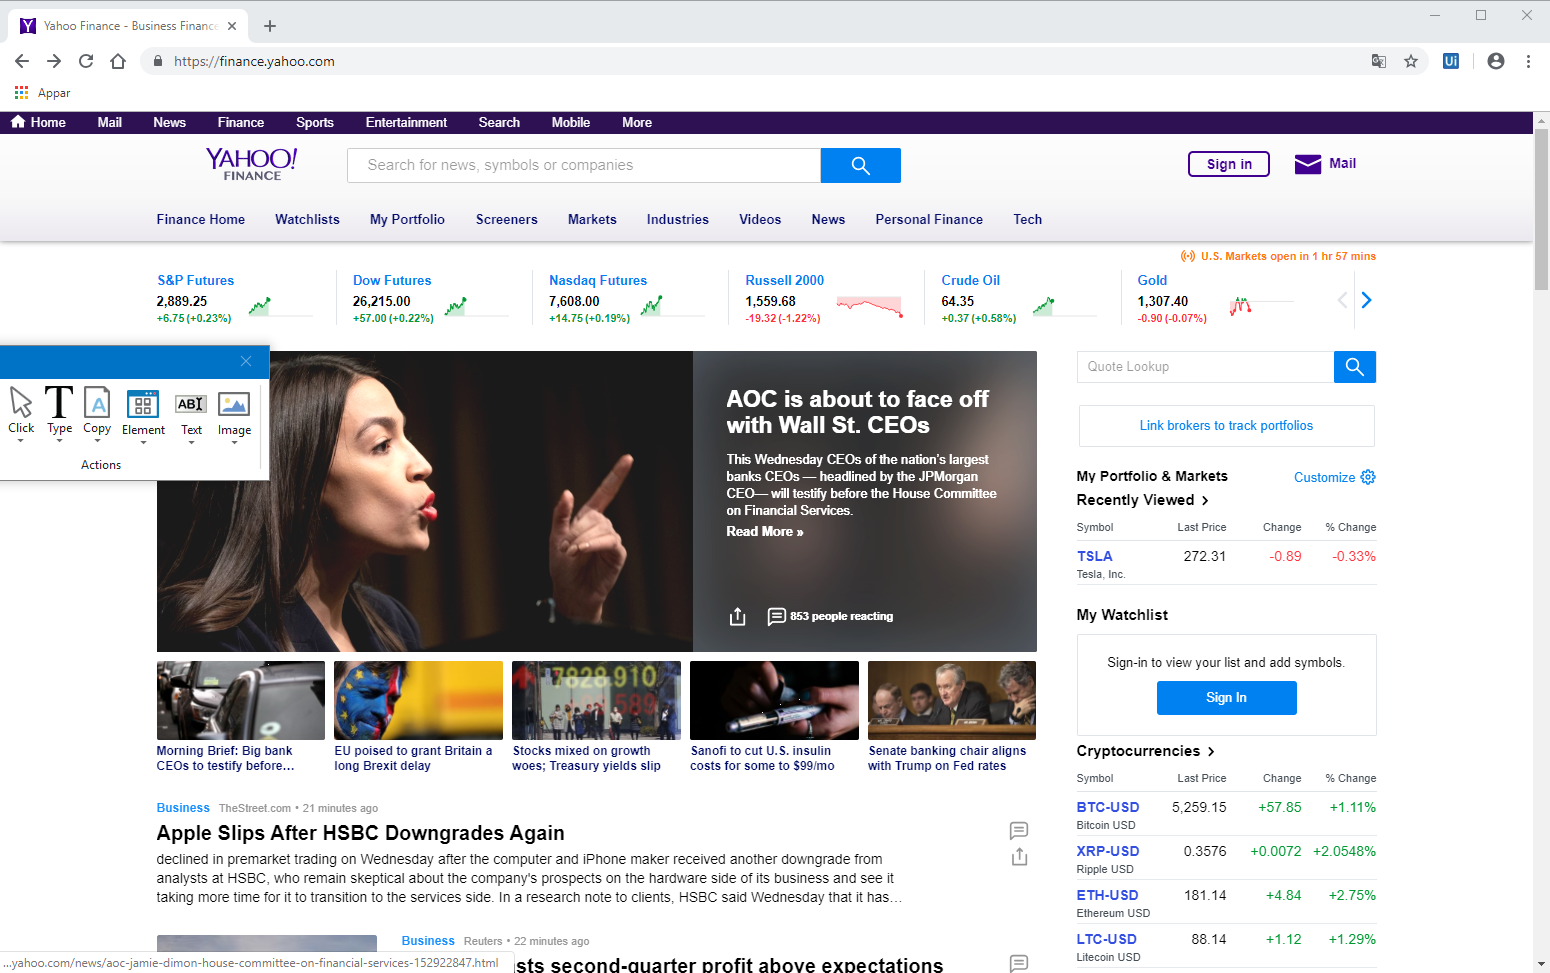 Yahoo Finance - Business Finance
https://finance.yahoo.com
Ui
Appar
Home Mail News Finance Sports Entertainment Search Mobile More
YAHOO!
FINANCE
Search for news, symbols or companies
Sign in
Mail
Finance Home Watchlists My Portfolio Screeners Markets Industries Videos News Personal Finance Tech
U.S. Markets open in 1 hr 57 mins
S&P Futures
2,889.25
+6.75 (+0.23%)
Dow Futures
26,215.00
+57.00 (+0.22%)
Nasdaq Futures
7,608.00
+14.75 (+0.19%)
Russell 2000
1,559.68
-19.32 (-1.22%)
Crude Oil
64.35
+0.37 (+0.58%)
Gold
1,307.40
-0.90 (-0.07%)
T A ABI
Click Type Copy Element Text Image
Actions
AOC is about to face off
with Wall St. CEOs
This Wednesday CEOs of the nation's largest
banks CEOs — headlined by the JPMorgan
CEO— will testify before the House Committee
on Financial Services.
Read More »
853 people reacting
7828.910
589
Morning Brief: Big bank
CEOs to testify before...
EU poised to grant Britain a
long Brexit delay
Stocks mixed on growth
woes; Treasury yields slip
Sanofi to cut U.S. insulin
costs for some to $99/mo
Senate banking chair aligns
with Trump on Fed rates
Business TheStreet.com • 21 minutes ago
Apple Slips After HSBC Downgrades Again
declined in premarket trading on Wednesday after the computer and iPhone maker received another downgrade from
analysts at HSBC, who remain skeptical about the company's prospects on the hardware side of its business and see it
taking more time for it to transition to the services side. In a research note to clients, HSBC said Wednesday that it has...
Business Reuters • 22 minutes ago
sts second-quarter profit above expectations
...yahoo.com/news/aoc-jamie-dimon-house-committee-on-financial-services-152922847.html
Quote Lookup
Link brokers to track portfolios
My Portfolio & Markets
Customize
Recently Viewed
Symbol Last Price Change % Change
TSLA 272.31 -0.89 -0.33%
Tesla, Inc.
My Watchlist
Sign-in to view your list and add symbols.
Sign In
Cryptocurrencies
Symbol Last Price Change % Change
BTC-USD 5,259.15 +57.85 +1.11%
Bitcoin USD
XRP-USD 0.3576 +0.0072 +2.0548%
Ripple USD
ETH-USD 181.14 +4.84 +2.75%
Ethereum USD
LTC-USD 88.14 +1.12 +1.29%
Litecoin USD